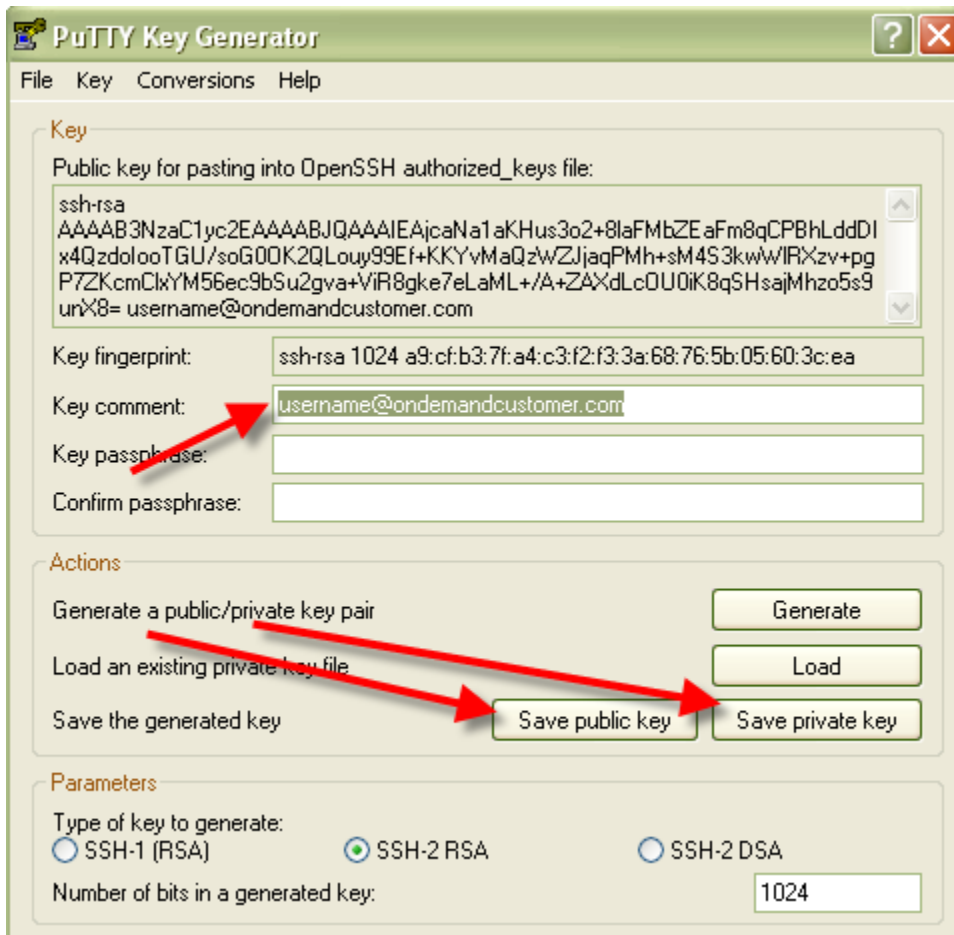 PuTTY Key Generator
File Key Conversions Help
Key
Public key for pasting into OpenSSH authorized_keys file:
ssh-rsa
AAAAB3NzaC1yc2EAAAABJQAAAIEAjcaNa1aKHus3o2+8laFMbZEaFm8qCPBhLddDl
x4QzdolooTGU/soG0OK2QLouy99Ef+KKYvMaQzWZJjaqPMh+sM4S3kwWlRXzv+pg
P7ZKcmClxYM56ec9bSu2gva+ViR8gke7eLaML+/A+ZAXdLcOU0iK8qSHsajMhzo5s9
unX8= username@ondemandcustomer.com
Key fingerprint: ssh-rsa 1024 a9:cf:b3:7f:a4:c3:f2:f3:3a:68:76:5b:05:60:3c:ea
Key comment: username@ondemandcustomer.com
Key passphrase:
Confirm passphrase:
Actions
Generate a public/private key pair Generate
Load an existing private key file Load
Save the generated key Save public key Save private key
Parameters
Type of key to generate:
SSH-1 (RSA) SSH-2 RSA SSH-2 DSA
Number of bits in a generated key: 1024